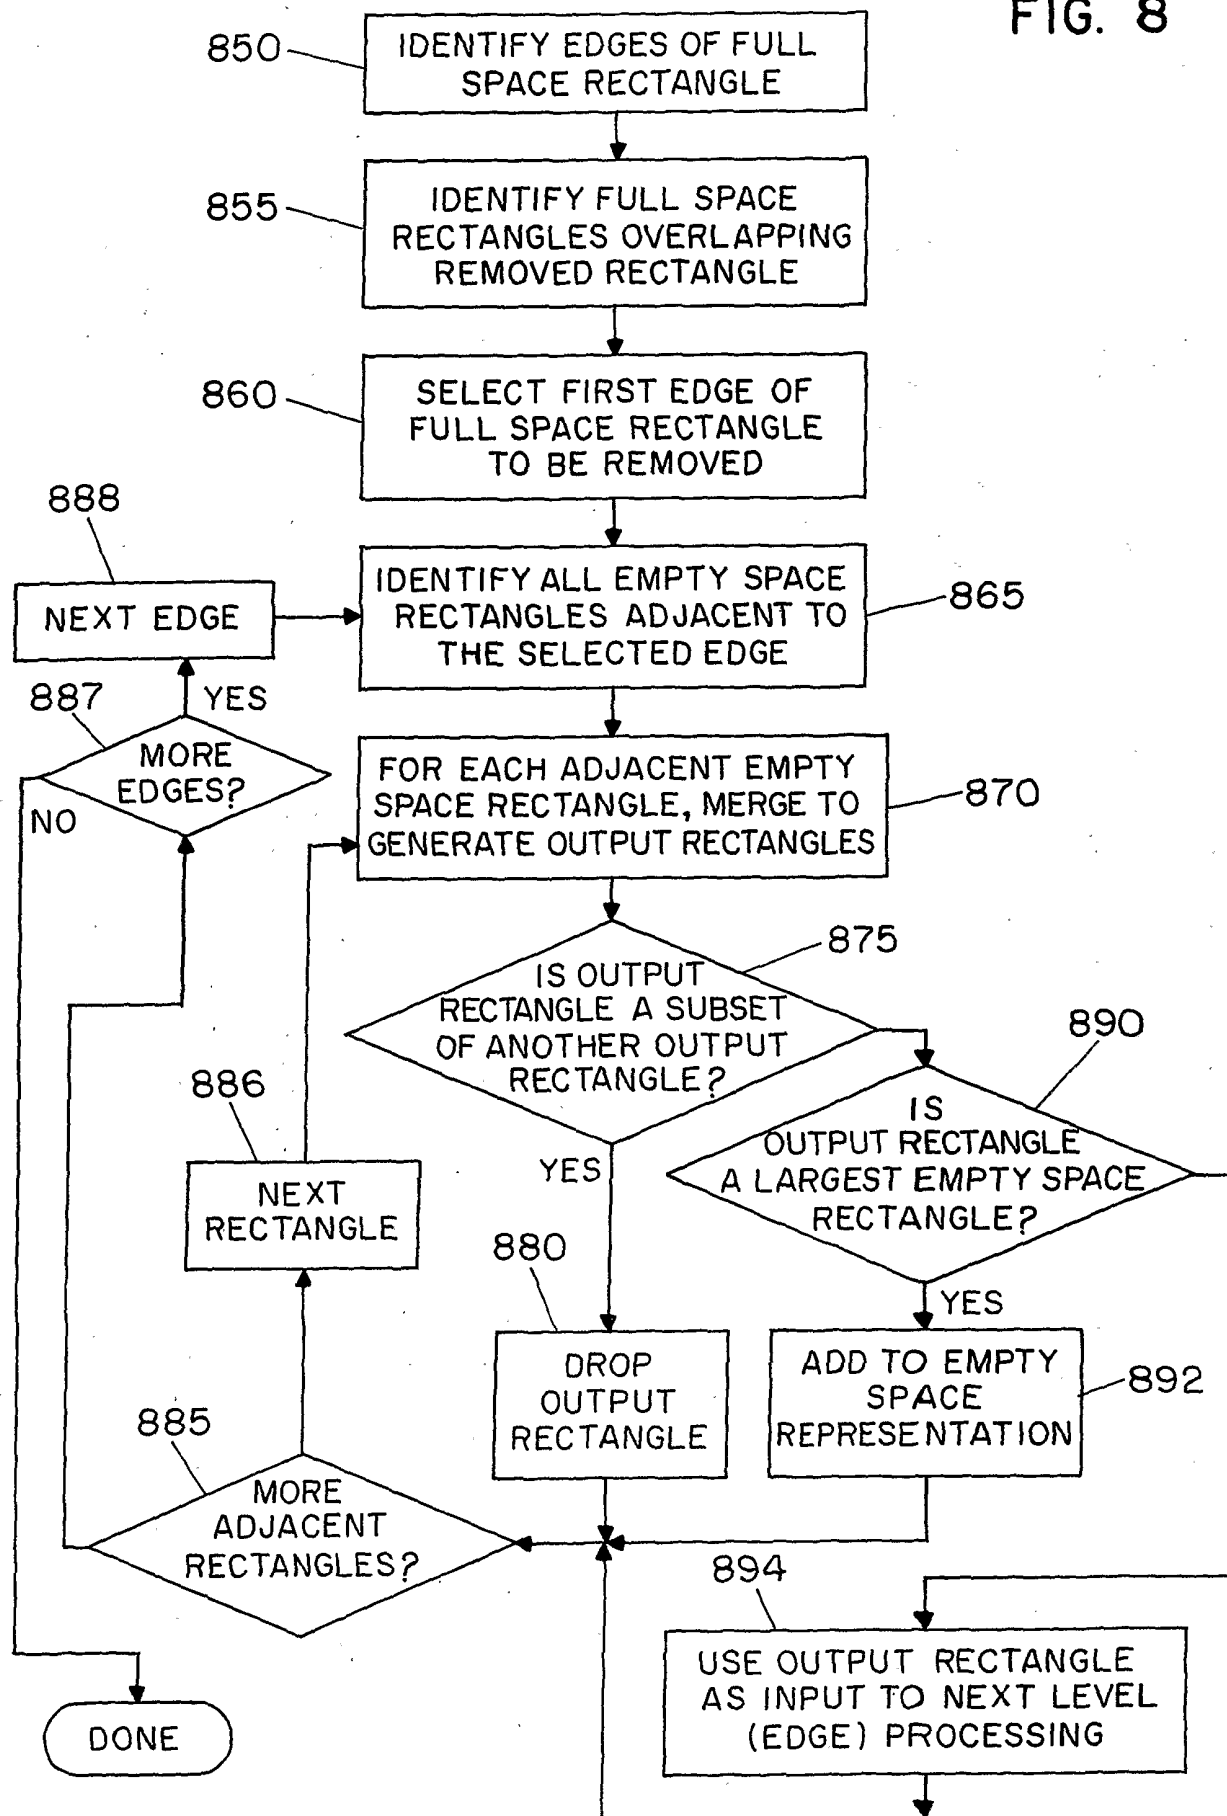 FIG. 8
850
IDENTIFY EDGES OF FULL
SPACE RECTANGLE
855
IDENTIFY FULL SPACE
RECTANGLES OVERLAPPING
REMOVED RECTANGLE
860
SELECT FIRST EDGE OF
FULL SPACE RECTANGLE
TO BE REMOVED
888
NEXT EDGE
IDENTIFY ALL EMPTY SPACE
RECTANGLES ADJACENT TO
THE SELECTED EDGE
865
887
YES
MORE
EDGES?
NO
FOR EACH ADJACENT EMPTY
SPACE RECTANGLE, MERGE TO
GENERATE OUTPUT RECTANGLES
870
875
IS OUTPUT
RECTANGLE A SUBSET
OF ANOTHER OUTPUT
RECTANGLE?
YES
890
IS
OUTPUT RECTANGLE
A LARGEST EMPTY SPACE
RECTANGLE?
YES
886
NEXT
RECTANGLE
880
DROP
OUTPUT
RECTANGLE
ADD TO EMPTY
SPACE
REPRESENTATION
892
885
MORE
ADJACENT
RECTANGLES?
894
USE OUTPUT RECTANGLE
AS INPUT TO NEXT LEVEL
(EDGE) PROCESSING
DONE